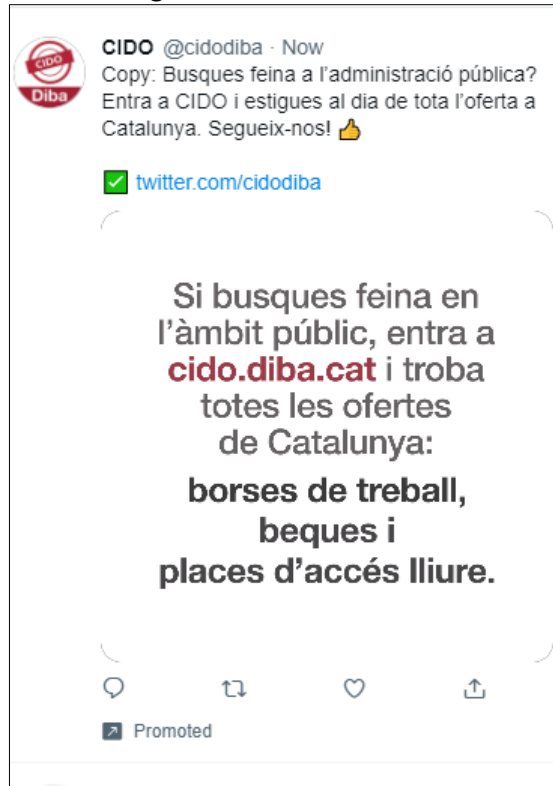 CIDO @cidodiba · Now
Copy: Busques feina a l'administració pública?
Entra a CIDO i estigues al dia de tota l'oferta a
Catalunya. Segueix-nos! 👍
✅ twitter.com/cidodiba
CIDO
Diba
Si busques feina en
l'àmbit públic, entra a
cido.diba.cat i troba
totes les ofertes
de Catalunya:
borses de treball,
beques i
places d'accés lliure.
Promoted